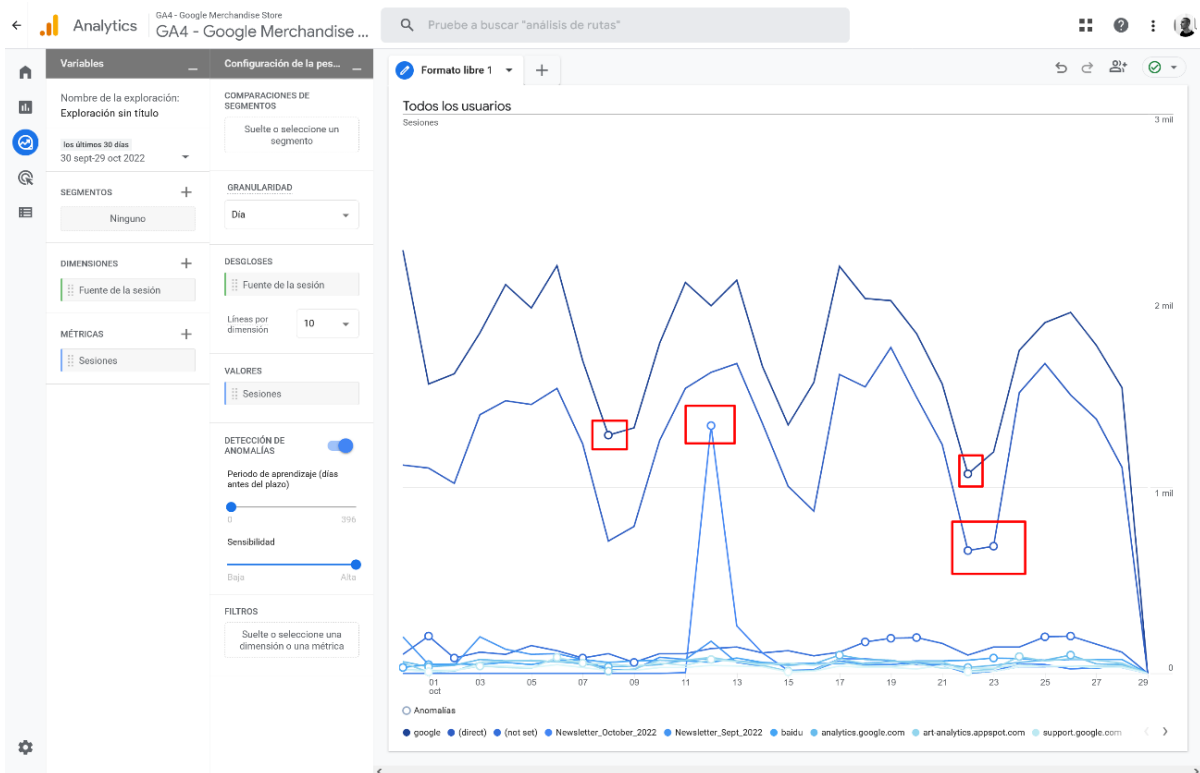 GA4 - Google Merchandise Store
Analytics
GA4 - Google Merchandise ...
Pruebe a buscar "análisis de rutas"
Variables
Nombre de la exploración:
Exploración sin título
los últimos 30 días
30 sept-29 oct 2022
SEGMENTOS
Ninguno
DIMENSIONES
Fuente de la sesión
MÉTRICAS
Sesiones
Configuración de la pes...
COMPARACIONES DE
SEGMENTOS
Suelte o seleccione un
segmento
GRANULARIDAD
Día
DESGLOSES
Fuente de la sesión
Líneas por
dimensión
10
VALORES
Sesiones
DETECCIÓN DE
ANOMALÍAS
Periodo de aprendizaje (días
antes del plazo)
0
396
Sensibilidad
Baja
Alta
FILTROS
Suelte o seleccione una
dimensión o una métrica
Formato libre 1
Todos los usuarios
Sesiones
3 mil
2 mil
1 mil
0
01 03 05 07 09 11 13 15 17 19 21 23 25 27 29
oct
Anomalías
google (direct) (not set) Newsletter_October_2022 Newsletter_Sept_2022 baidu analytics.google.com art-analytics.appspot.com support.google.com